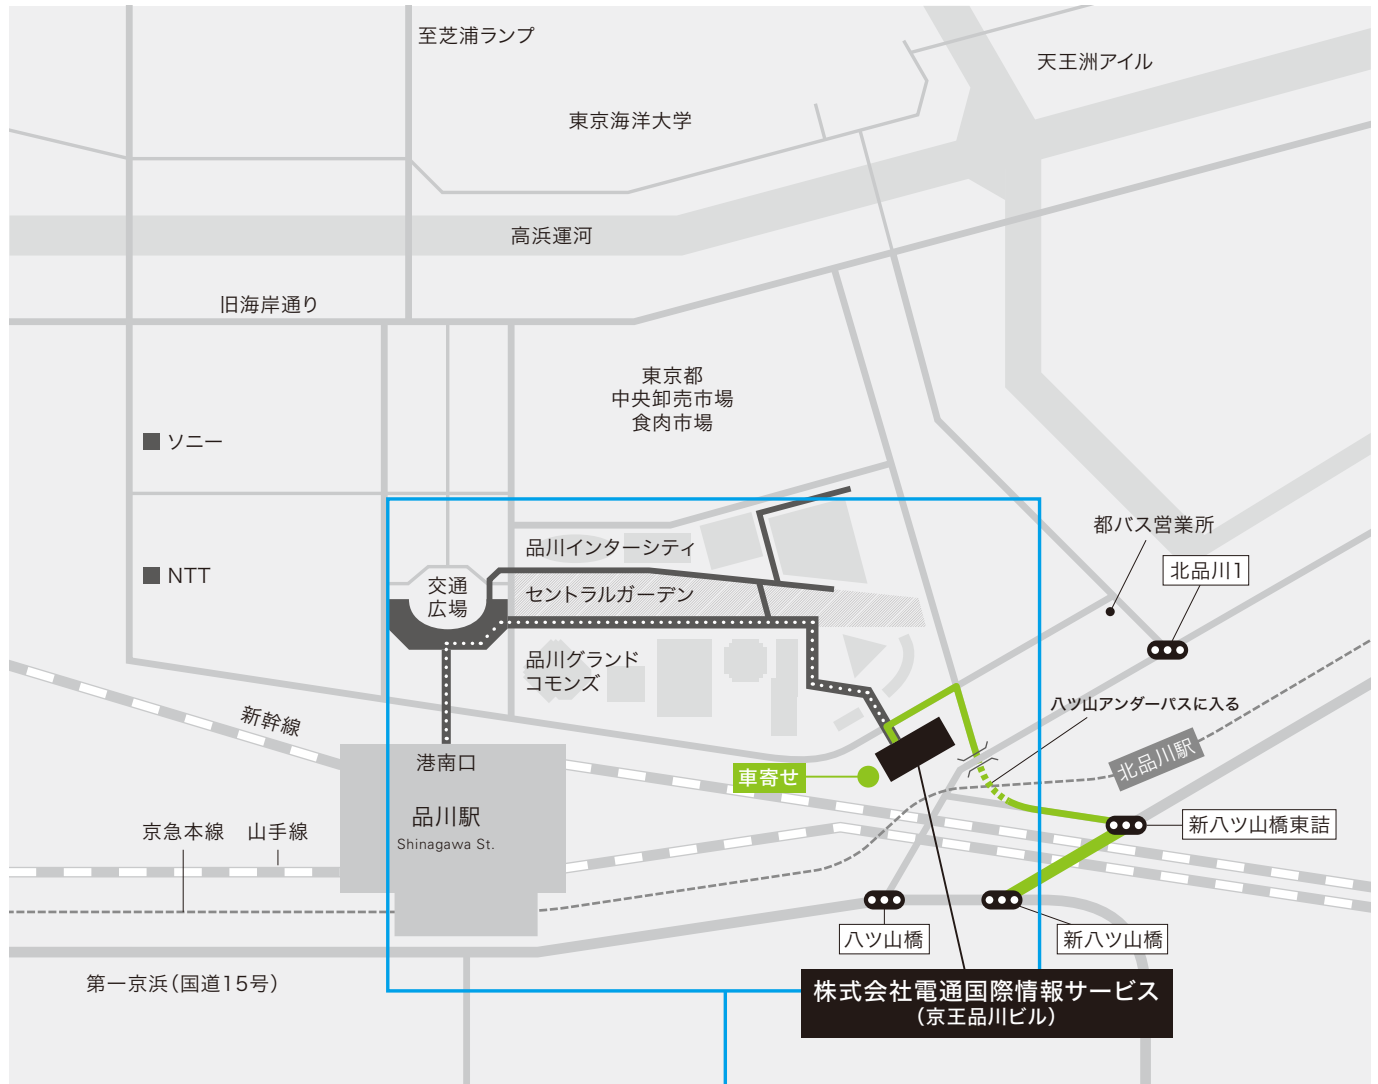 至芝浦ランプ
天王洲アイル
東京海洋大学
高浜運河
旧海岸通り
東京都
中央卸売市場
食肉市場
ソニー
都バス営業所
品川インターシティ
北品川1
NTT
交通
広場
セントラルガーデン
品川グランド
コモンズ
八ツ山アンダーパスに入る
新幹線
北品川駅
港南口
車寄せ
品川駅
Shinagawa St.
京急本線
山手線
新八ツ山橋東詰
八ツ山橋
新八ツ山橋
第一京浜(国道15号)
株式会社電通国際情報サービス
(京王品川ビル)